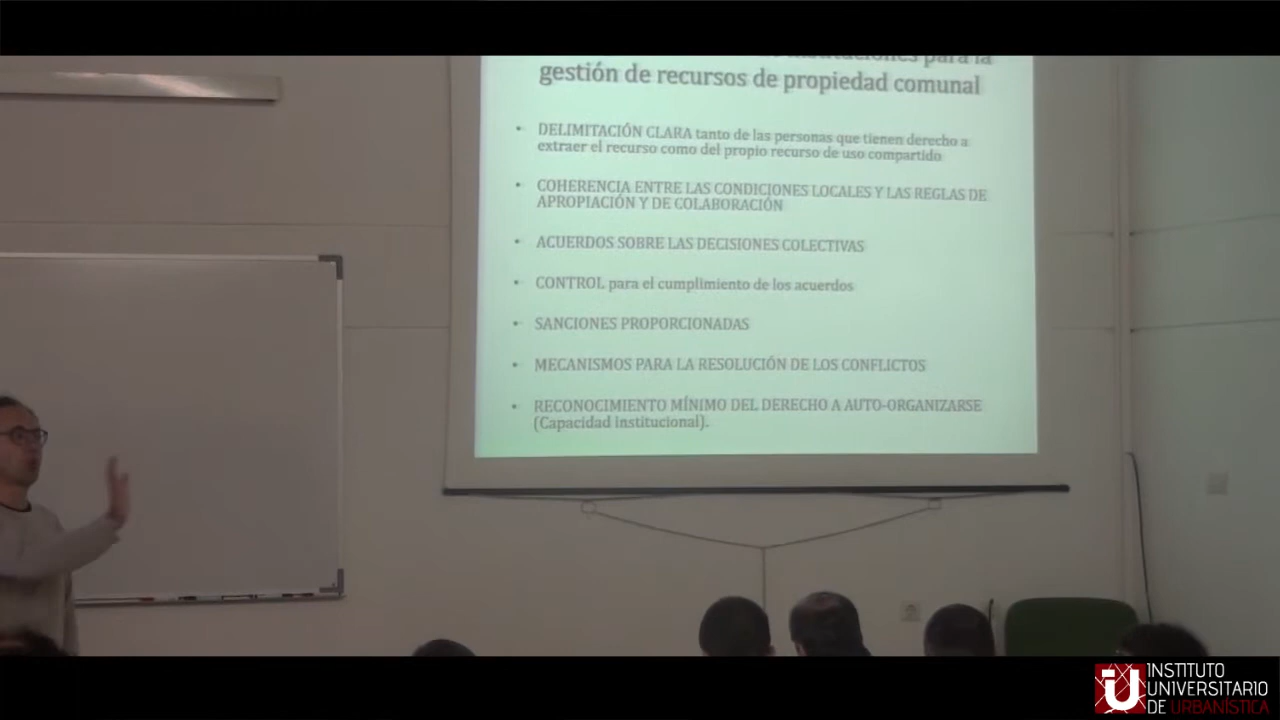 instituciones para la
gestión de recursos de propiedad comunal
• DELIMITACIÓN CLARA tanto de las personas que tienen derecho a
extraer el recurso como del propio recurso de uso compartido
• COHERENCIA ENTRE LAS CONDICIONES LOCALES Y LAS REGLAS DE
APROPIACIÓN Y DE COLABORACIÓN
• ACUERDOS SOBRE LAS DECISIONES COLECTIVAS
• CONTROL para el cumplimiento de los acuerdos
• SANCIONES PROPORCIONADAS
• MECANISMOS PARA LA RESOLUCIÓN DE LOS CONFLICTOS
• RECONOCIMIENTO MÍNIMO DEL DERECHO A AUTO-ORGANIZARSE
(Capacidad institucional).
INSTITUTO
UNIVERSITARIO
DE URBANÍSTICA